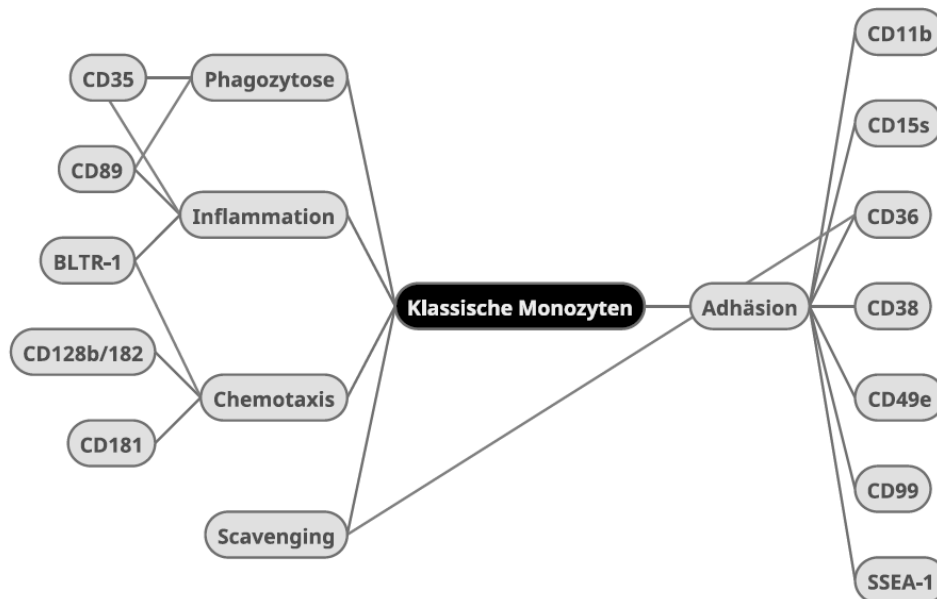 CD11b
CD35
Phagozytose
CD15s
CD89
Inflammation
CD36
BLTR-1
Klassische Monozyten
Adhäsion
CD38
CD128b/182
Chemotaxis
CD49e
CD181
CD99
Scavenging
SSEA-1